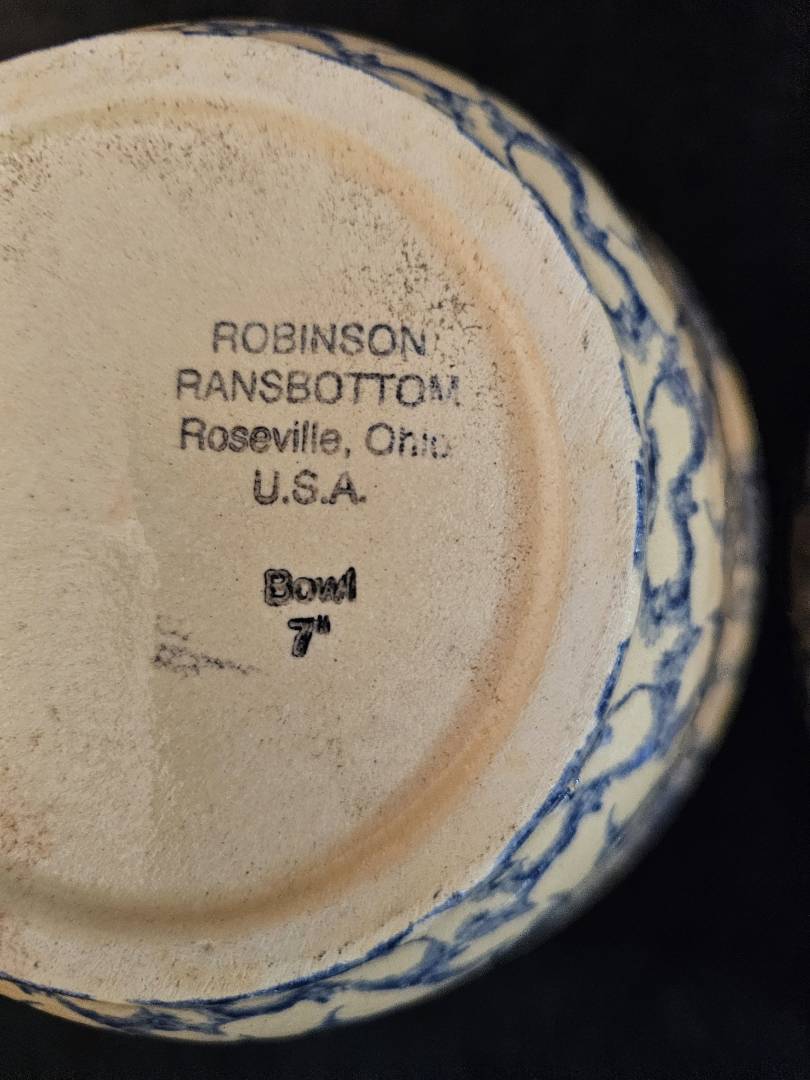 ROBINSON
RANSBOTTOM
Roseville, Ohio
U.S.A.
Bowl
7"